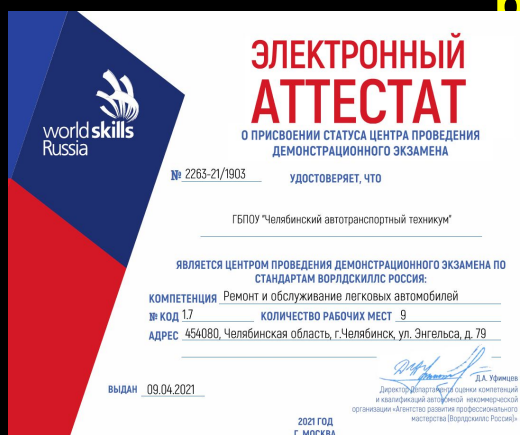 world skills
Russia
ЭЛЕКТРОННЫЙ
АТТЕСТАТ
О ПРИСВОЕНИИ СТАТУСА ЦЕНТРА ПРОВЕДЕНИЯ
ДЕМОНСТРАЦИОННОГО ЭКЗАМЕНА
№ 2263-21/1903 УДОСТОВЕРЯЕТ, ЧТО
ГБПОУ "Челябинский автотранспортный техникум"
ЯВЛЯЕТСЯ ЦЕНТРОМ ПРОВЕДЕНИЯ ДЕМОНСТРАЦИОННОГО ЭКЗАМЕНА ПО
СТАНДАРТАМ ВОРЛДСКИЛЛС РОССИЯ:
КОМПЕТЕНЦИЯ Ремонт и обслуживание легковых автомобилей
№ КОД 1.7 КОЛИЧЕСТВО РАБОЧИХ МЕСТ 9
АДРЕС 454080, Челябинская область, г.Челябинск, ул. Энгельса, д. 79
Д.А. Уфимцев
Директор Департамента оценки компетенций
и квалификаций автономной некоммерческой
организации «Агентство развития профессионального
мастерства (Ворлдскиллс Россия)»
ВЫДАН 09.04.2021
2021 ГОД
Г. МОСКВА